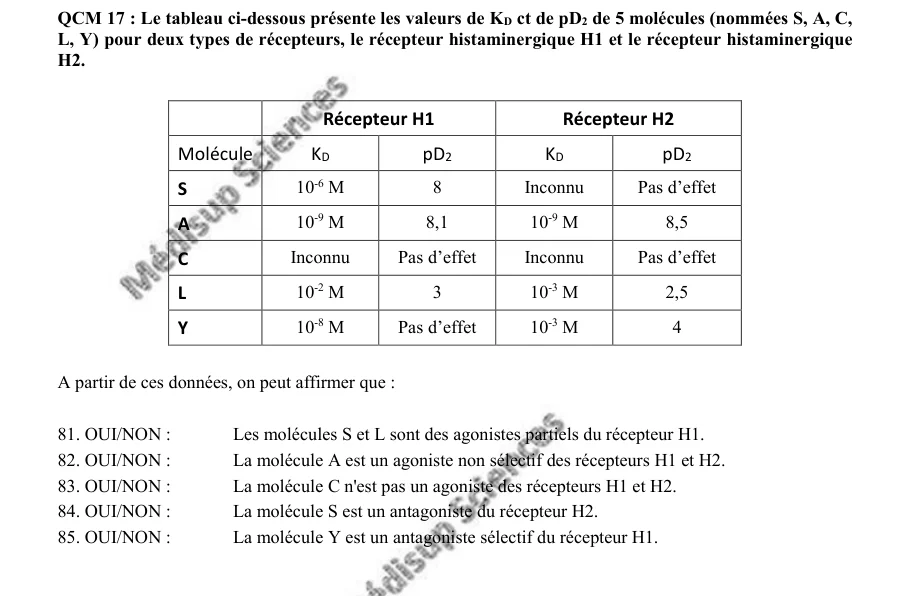 QCM 17 : Le tableau ci-dessous présente les valeurs de KD ct de pD2 de 5 molécules (nommées S, A, C,
L, Y) pour deux types de récepteurs, le récepteur histaminergique H1 et le récepteur histaminergique
H2.
Récepteur H1 Récepteur H2
Molécule KD pD2 KD pD2
S 10-6 M 8 Inconnu Pas d'effet
A 10-9 M 8,1 10-9 M 8,5
C Inconnu Pas d'effet Inconnu Pas d'effet
L 10-2 M 3 10-3 M 2,5
Y 10-8 M Pas d'effet 10-3 M 4
Médisup Sciences
A partir de ces données, on peut affirmer que :
81. OUI/NON : Les molécules S et L sont des agonistes partiels du récepteur H1.
82. OUI/NON : La molécule A est un agoniste non sélectif des récepteurs H1 et H2.
83. OUI/NON : La molécule C n'est pas un agoniste des récepteurs H1 et H2.
84. OUI/NON : La molécule S est un antagoniste du récepteur H2.
85. OUI/NON : La molécule Y est un antagoniste sélectif du récepteur H1.
édisup Sciences